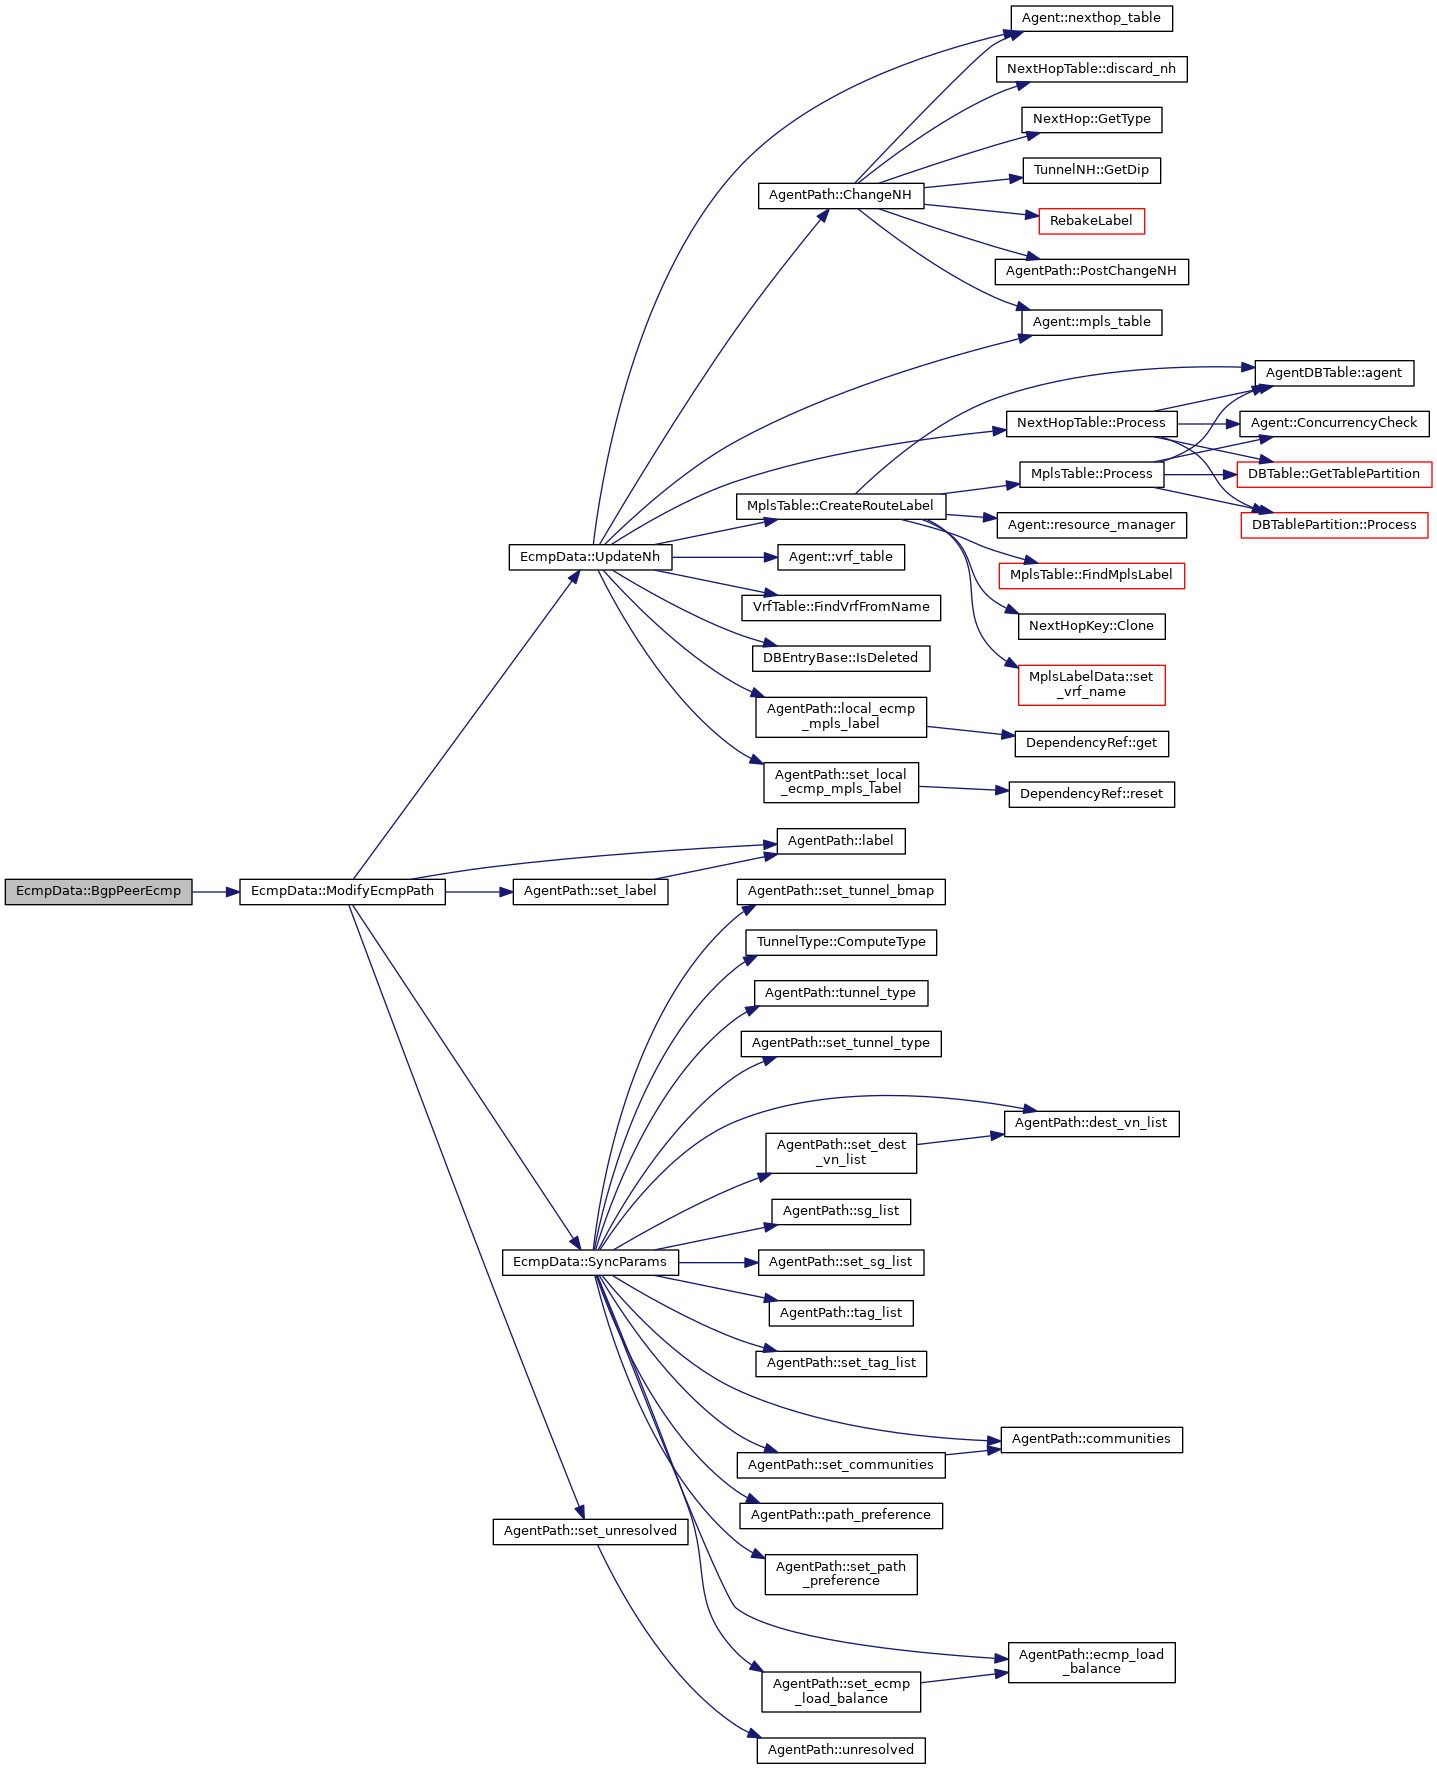 Agent::nexthop_table
NextHopTable::discard_nh
NextHop::GetType
TunnelNH::GetDip
AgentPath::ChangeNH
RebakeLabel
AgentPath::PostChangeNH
Agent::mpls_table
AgentDBTable::agent
NextHopTable::Process
Agent::ConcurrencyCheck
MplsTable::Process
DBTable::GetTablePartition
MplsTable::CreateRouteLabel
Agent::resource_manager
DBTablePartition::Process
EcmpData::UpdateNh
Agent::vrf_table
MplsTable::FindMplsLabel
VrfTable::FindVrfFromName
NextHopKey::Clone
DBEntryBase::IsDeleted
MplsLabelData::set
_vrf_name
AgentPath::local_ecmp
_mpls_label
DependencyRef::get
AgentPath::set_local
_ecmp_mpls_label
DependencyRef::reset
AgentPath::label
EcmpData::BgpPeerEcmp
EcmpData::ModifyEcmpPath
AgentPath::set_label
AgentPath::set_tunnel_bmap
TunnelType::ComputeType
AgentPath::tunnel_type
AgentPath::set_tunnel_type
AgentPath::dest_vn_list
AgentPath::set_dest
_vn_list
AgentPath::sg_list
EcmpData::SyncParams
AgentPath::set_sg_list
AgentPath::tag_list
AgentPath::set_tag_list
AgentPath::communities
AgentPath::set_communities
AgentPath::path_preference
AgentPath::set_unresolved
AgentPath::set_path
_preference
AgentPath::ecmp_load
_balance
AgentPath::set_ecmp
_load_balance
AgentPath::unresolved